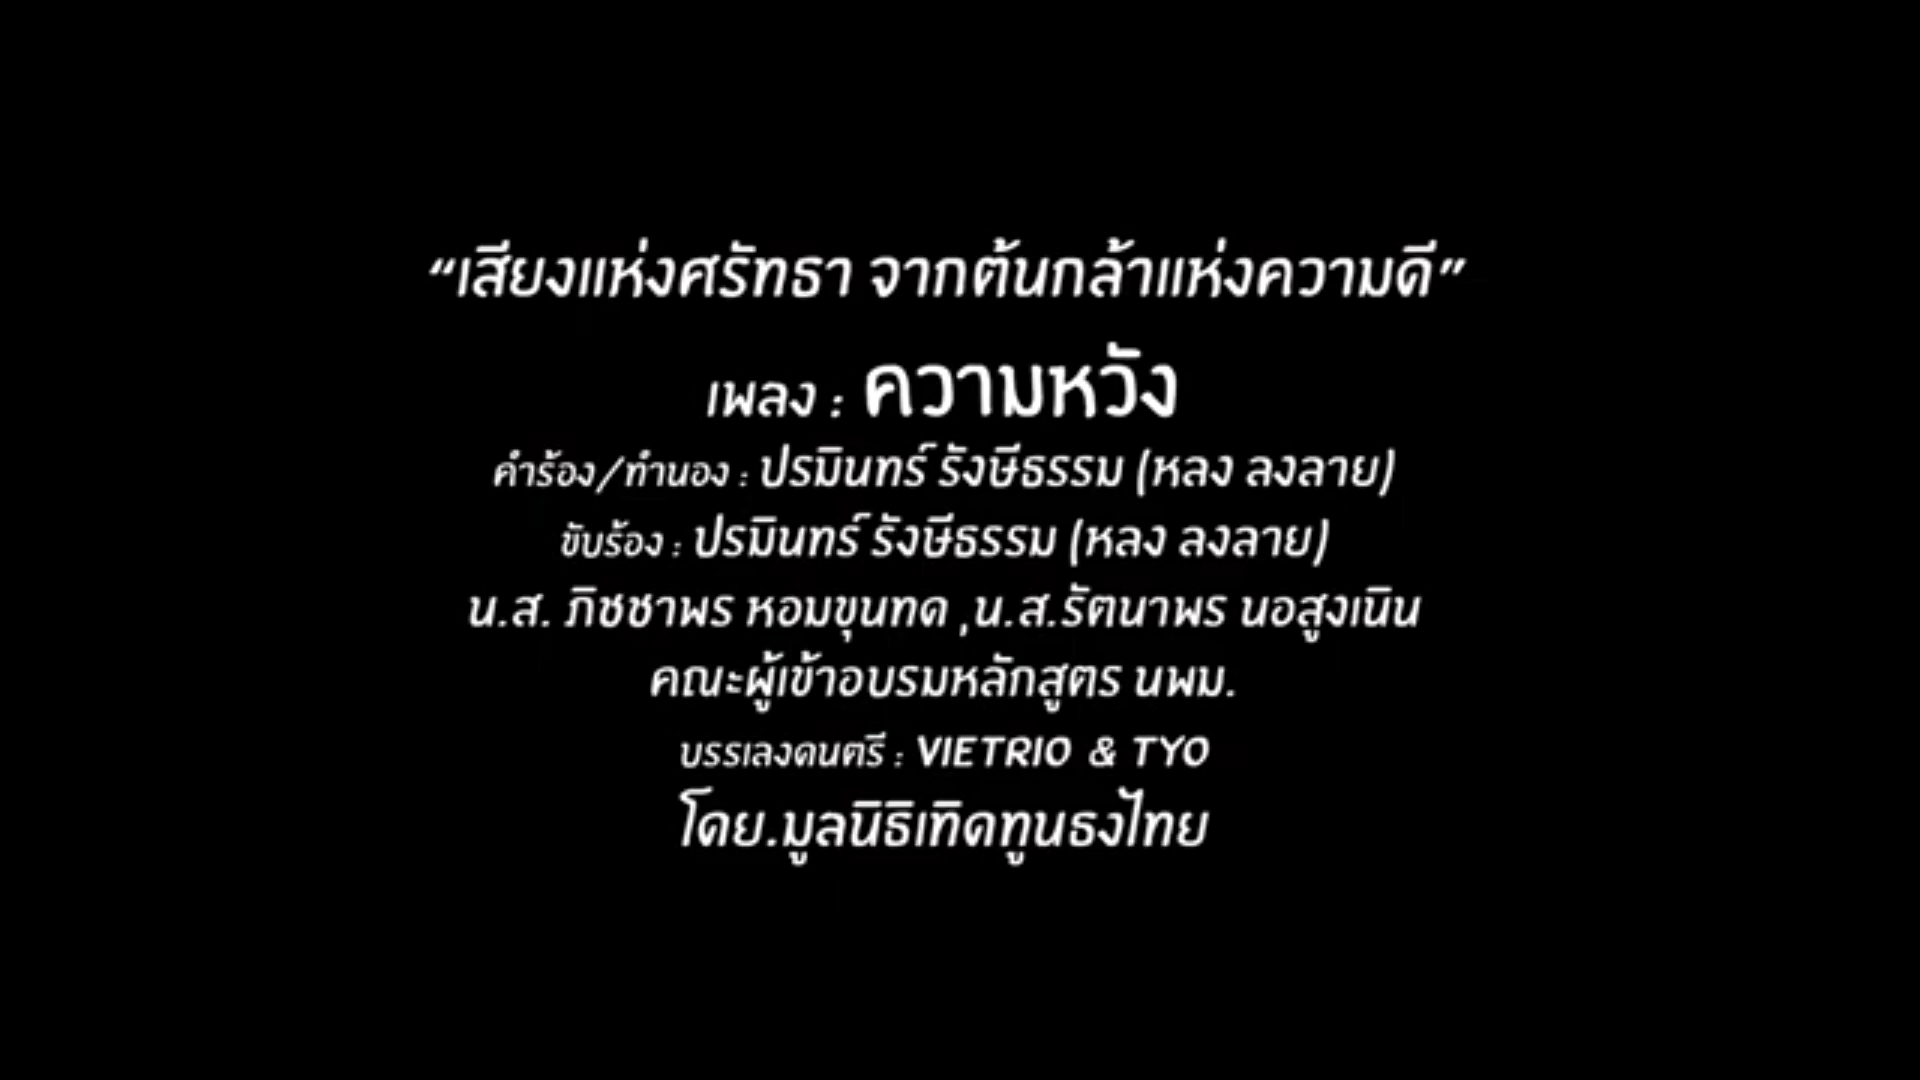 “เสียงแห่งศรัทธา จากต้นกล้าแห่งความดี”
เพลง : ความหวัง
คำร้อง/ทำนอง : ปรมินทร์ รังษีธรรม (หลง ลงลาย)
ขับร้อง : ปรมินทร์ รังษีธรรม (หลง ลงลาย)
น.ส. ภิชชาพร หอมขุนทด ,น.ส.รัตนาพร นอสูงเนิน
คณะผู้เข้าอบรมหลักสูตร นพม.
บรรเลงดนตรี : VIETRIO & TYO
โดย.มูลนิธิเทิดทูนธงไทย